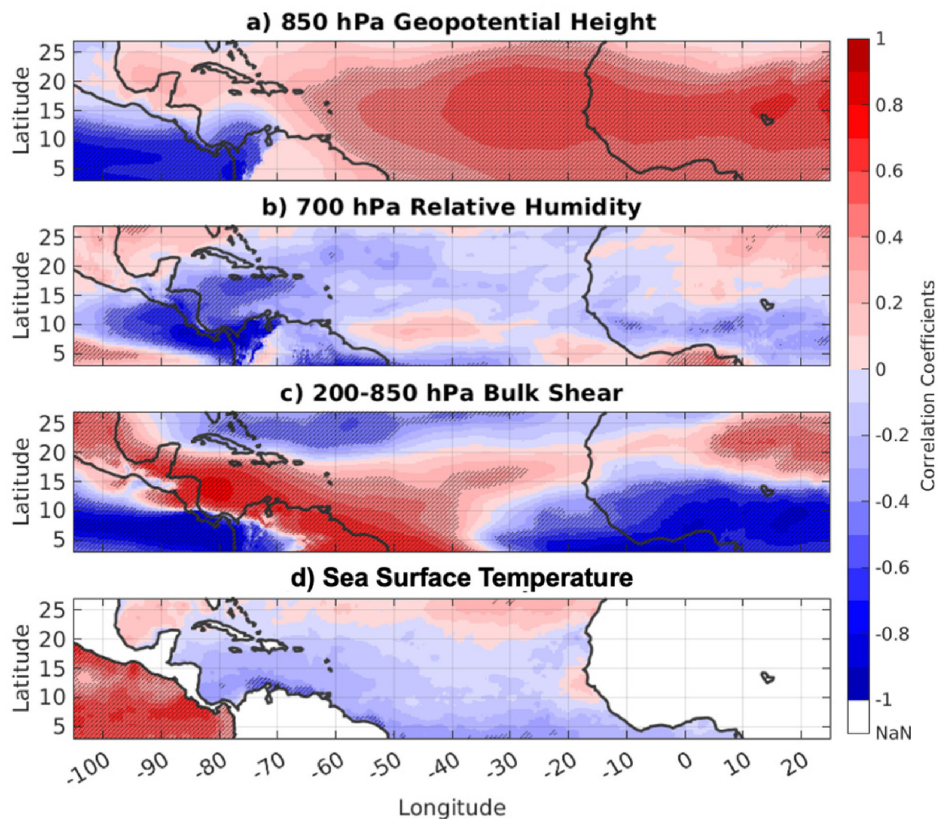 a) 850 hPa Geopotential Height
Latitude
25
20
15
10
5
b) 700 hPa Relative Humidity
Latitude
25
20
15
10
5
c) 200-850 hPa Bulk Shear
Latitude
25
20
15
10
5
d) Sea Surface Temperature
Latitude
25
20
15
10
5
-100 -90 -80 -70 -60 -50 -40 -30 -20 -10 0 10 20
Longitude
1
0.8
0.6
0.4
0.2
0
-0.2
-0.4
-0.6
-0.8
-1
NaN
Correlation Coefficients